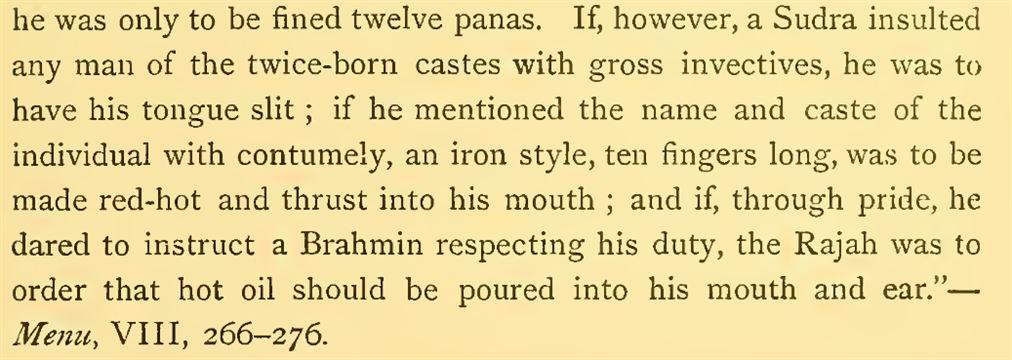 he was only to be fined twelve panas. If, however, a Sudra insulted
any man of the twice-born castes with gross invectives, he was to
have his tongue slit ; if he mentioned the name and caste of the
individual with contumely, an iron style, ten fingers long, was to be
made red-hot and thrust into his mouth ; and if, through pride, he
dared to instruct a Brahmin respecting his duty, the Rajah was to
order that hot oil should be poured into his mouth and ear.”—
Menu, VIII, 266–276.